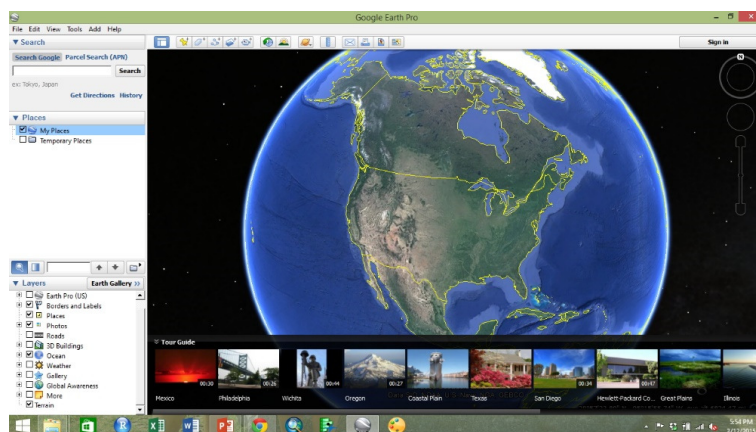 Google Earth Pro
File Edit View Tools Add Help
Search
Search Google Parcel Search (APN)
Search
ex: Tokyo, Japan
Get Directions History
Places
My Places
Temporary Places
Layers
Earth Gallery >>
Earth Pro (US)
Borders and Labels
Places
Photos
Roads
3D Buildings
Ocean
Weather
Gallery
Global Awareness
More
Terrain
Sign in
N
Tour Guide
00:30
00:26
00:44
00:27
00:34
00:47
Mexico
Philadelphia
Wichita
Oregon
Coastal Plain
Texas
San Diego
Hewlett-Packard Co...
Great Plains
Illinois
5:54 PM